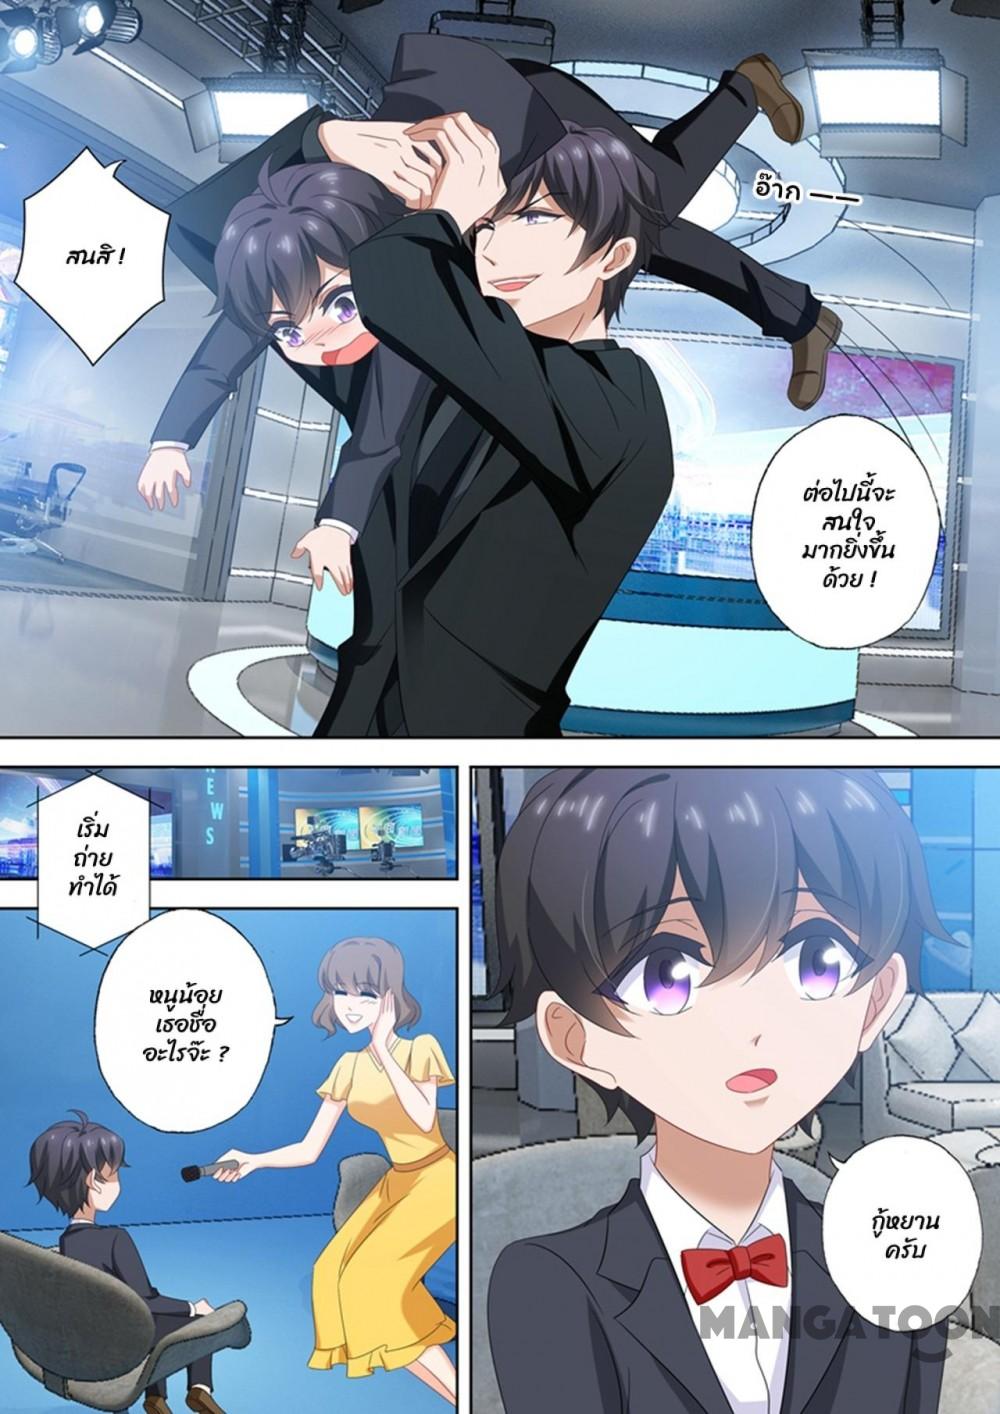 อ๊าก ——
สนสิ !
ต่อไปนี้จะ
สนใจ
มากยิ่งขึ้น
ด้วย !
NEWS
เริ่ม
ถ่าย
ทำได้
หนูน้อย
เธอชื่อ
อะไรจ๊ะ ?
กู้หยาน
ครับ
MANGATOON